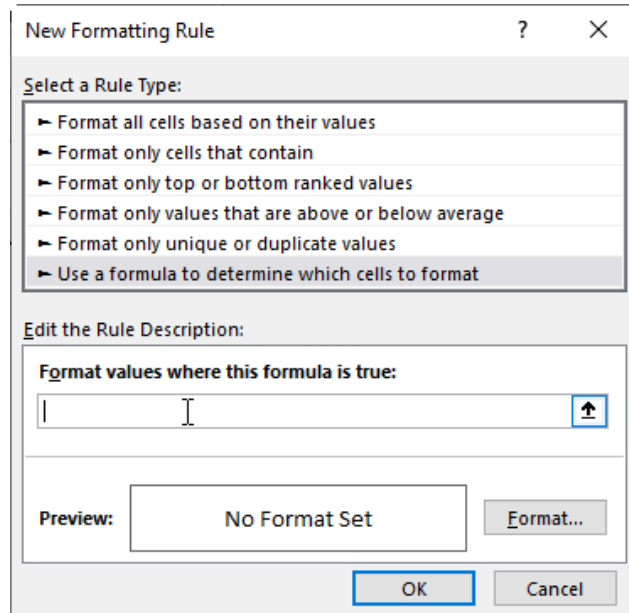 New Formatting Rule ?
Select a Rule Type:
► Format all cells based on their values
► Format only cells that contain
► Format only top or bottom ranked values
► Format only values that are above or below average
► Format only unique or duplicate values
► Use a formula to determine which cells to format
Edit the Rule Description:
Format values where this formula is true:
Preview: No Format Set Format...
OK Cancel